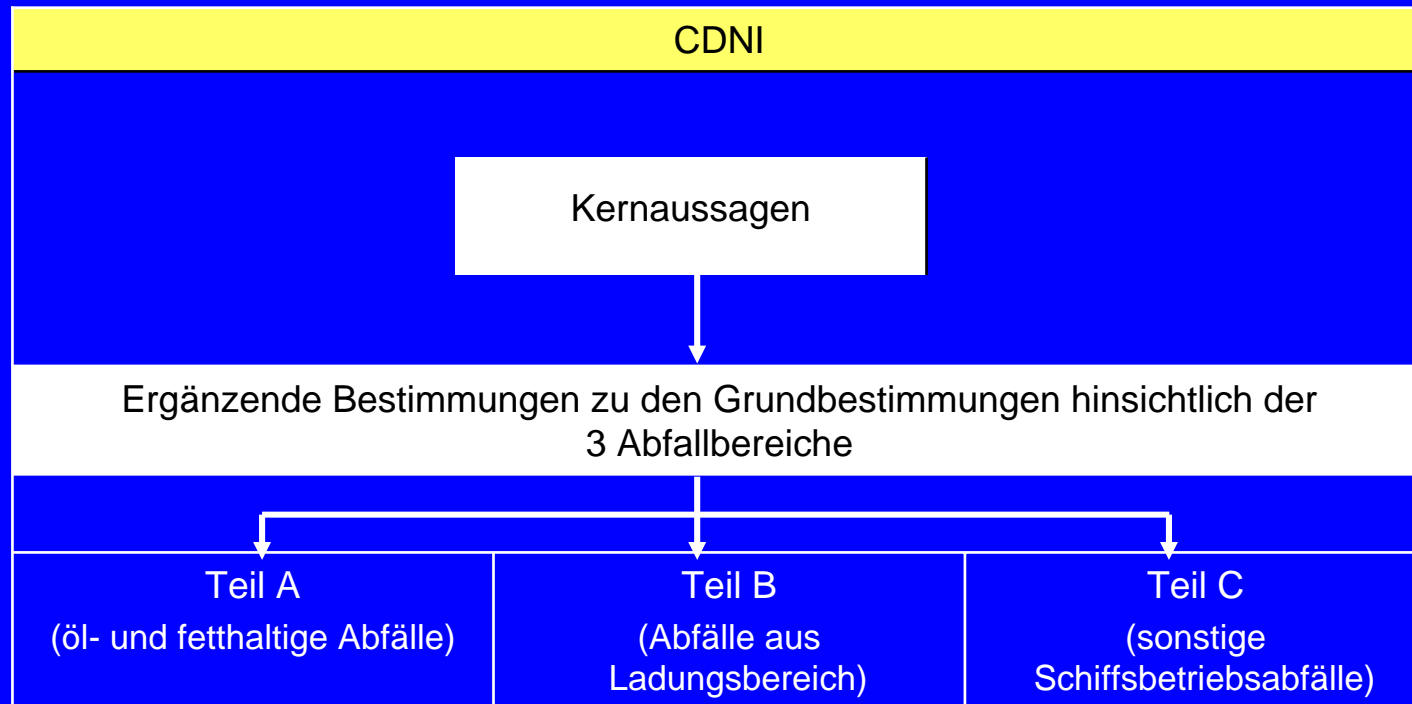 CDNI
Kernaussagen
Ergänzende Bestimmungen zu den Grundbestimmungen hinsichtlich der
3 Abfallbereiche
Teil A
(öl- und fetthaltige Abfälle)
Teil B
(Abfälle aus
Ladungsbereich)
Teil C
(sonstige
Schiffsbetriebsabfälle)